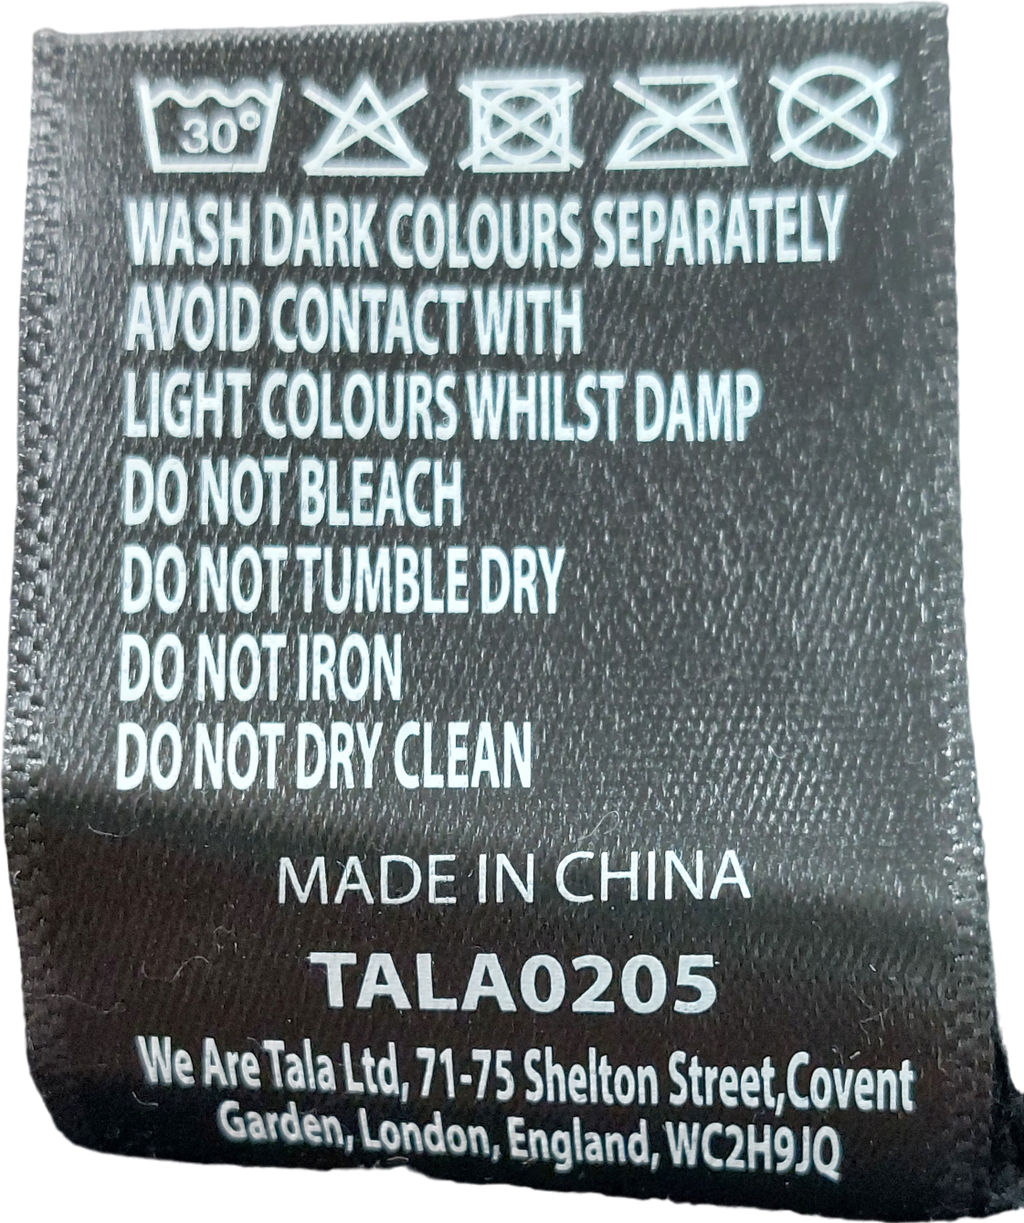 30°
WASH DARK COLOURS SEPARATELY
AVOID CONTACT WITH
LIGHT COLOURS WHILST DAMP
DO NOT BLEACH
DO NOT TUMBLE DRY
DO NOT IRON
DO NOT DRY CLEAN
MADE IN CHINA
TALA0205
We Are Tala Ltd, 71-75 Shelton Street,Covent
Garden, London, England, WC2H9JQ